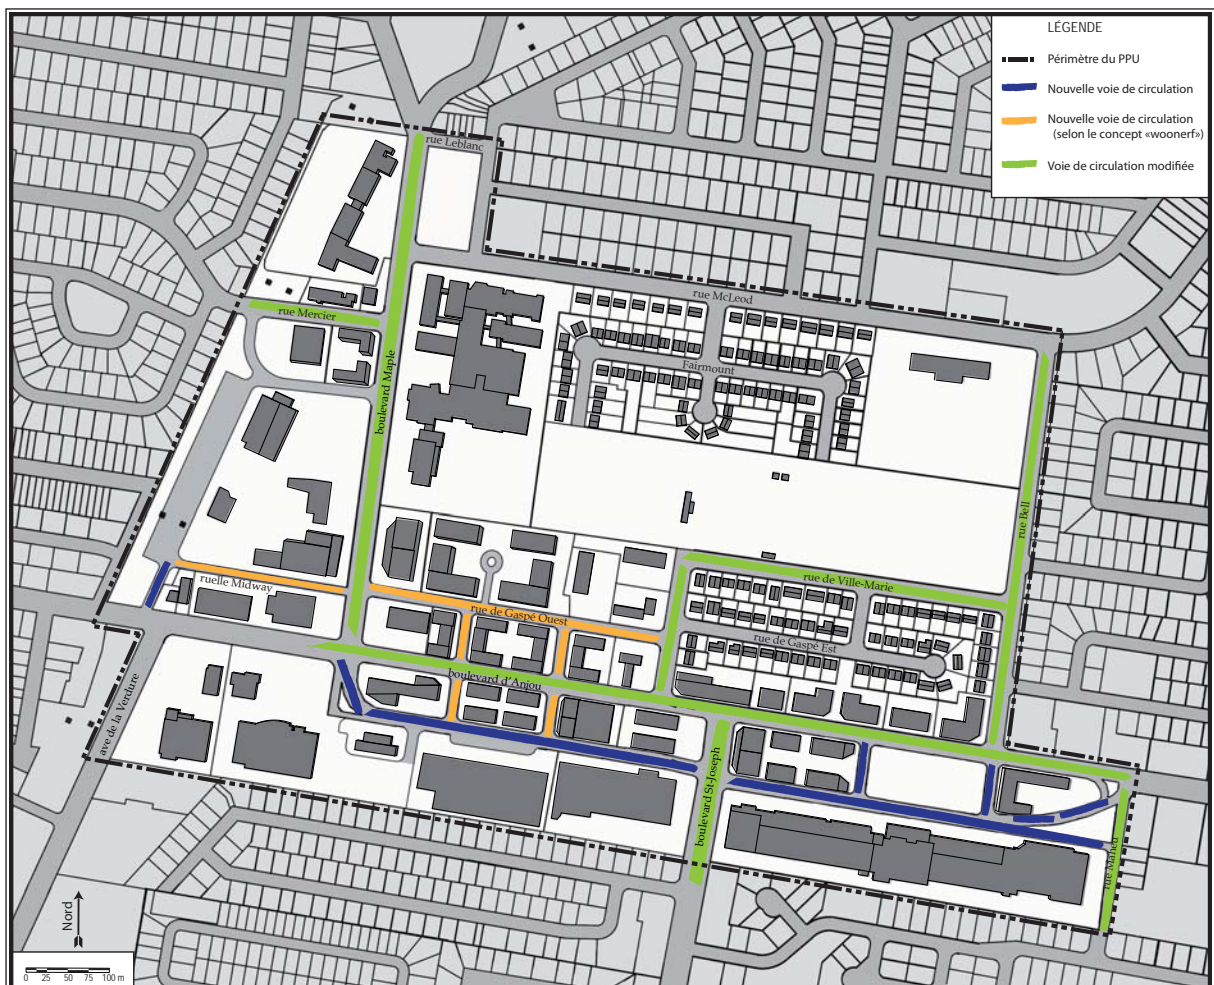 LÉGENDE
Périmètre du PPU
Nouvelle voie de circulation
Nouvelle voie de circulation
(selon le concept «woonerf»)
Voie de circulation modifiée
rue Leblanc
rue McLeod
rue Mercier
boulevard Maple
Fairmount
rue Bell
rue de Ville-Marie
ruelle Midway
rue de Gaspé Ouest
rue de Gaspé Est
boulevard d'Anjou
ave de la Verdure
boulevard St-Joseph
rue Maheu
Nord
0 25 50 75 100 m